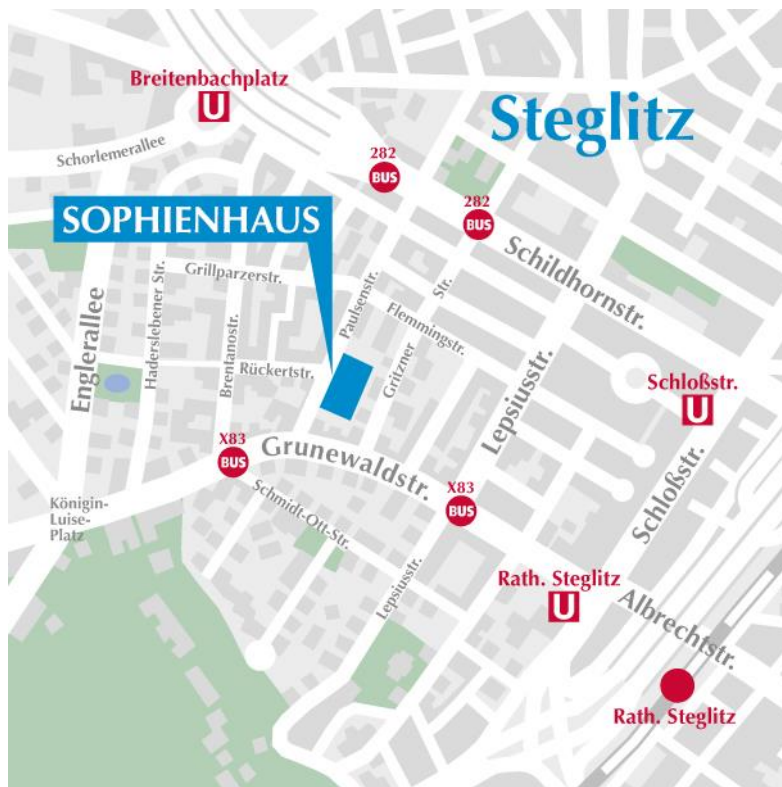 Breitenbachplatz
U
Steglitz
Schorlemerallee
282
BUS
282
BUS
SOPHIENHAUS
Schildhornstr.
Grillparzerstr.
Haderslebener Str.
Englerallee
Brentanostr.
Paulsenstr.
Str.
Flemmingstr.
Gritzner
Rückertstr.
Lepsiusstr.
Schloßstr.
U
X83
BUS
Grunewaldstr.
X83
BUS
Schmidt-Ott-Str.
Schloßstr.
Königin-
Luise-
Platz
Lepsiusstr.
Rath. Steglitz
U
Albrechtstr.
Rath. Steglitz